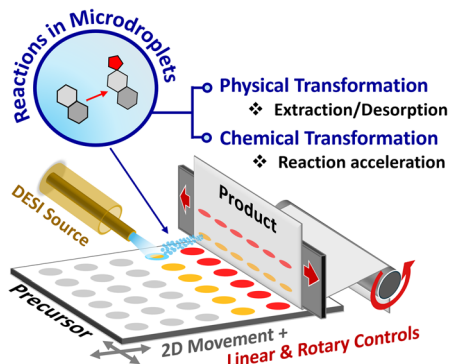 Reactions in Microdroplets
Physical Transformation
❖ Extraction/Desorption
Chemical Transformation
❖ Reaction acceleration
DESI Source
Product
Precursor
2D Movement +
Linear & Rotary Controls